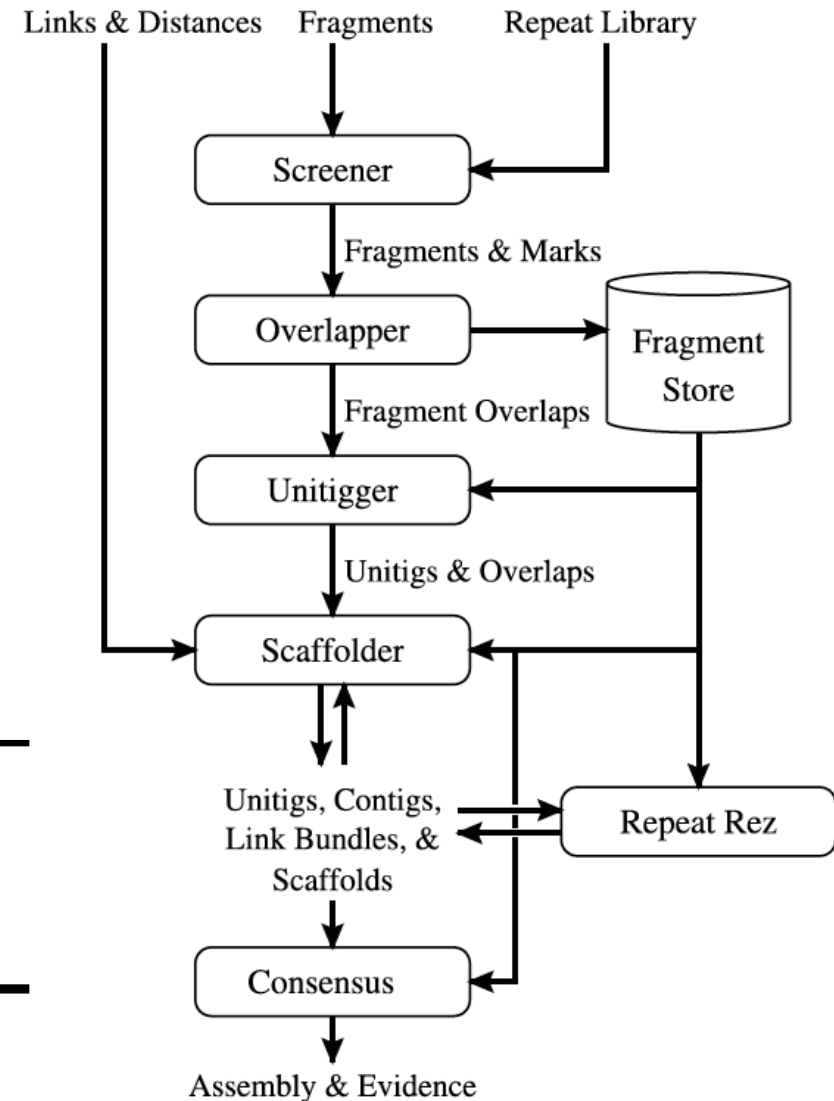 Links & Distances
Fragments
Repeat Library
Screener
Fragments & Marks
Overlapper
Fragment
Store
Fragment Overlaps
Unitigger
Unitigs & Overlaps
Scaffolder
Unitigs, Contigs,
Link Bundles, &
Scaffolds
Repeat Rez
Consensus
Assembly & Evidence